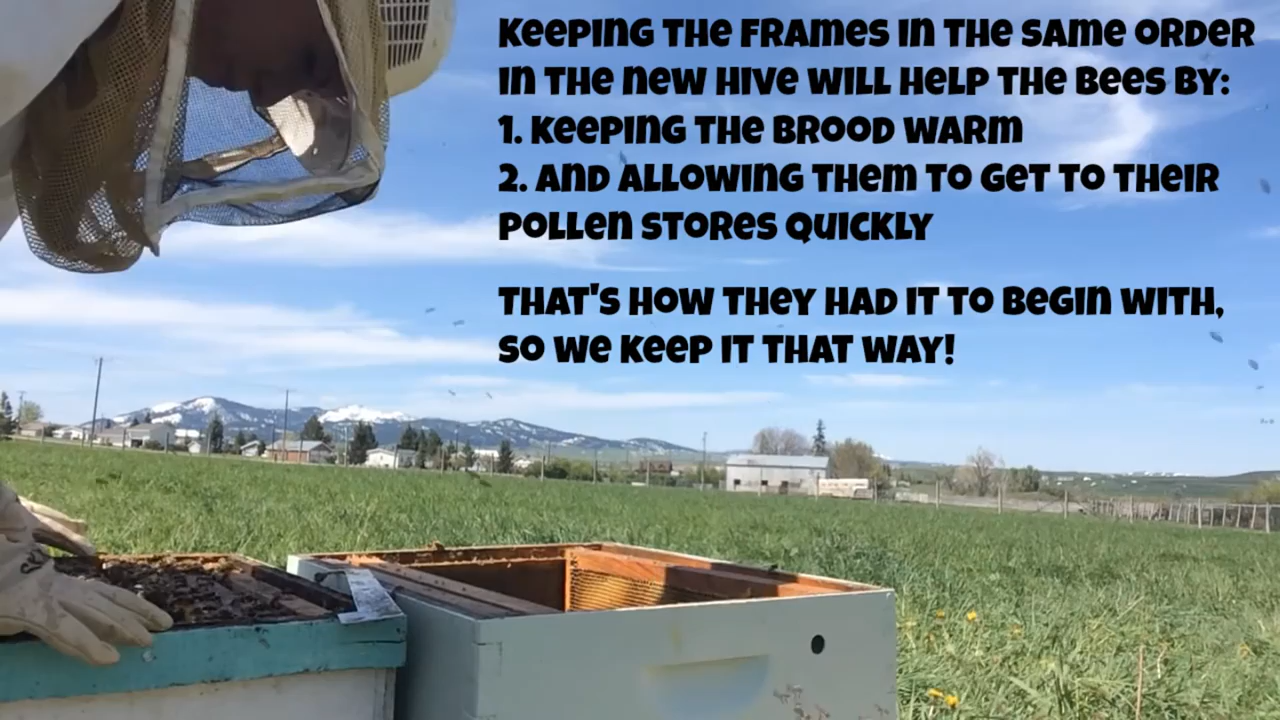 Keeping the frames in the same order
in the new hive will help the bees by:
1. Keeping the brood warm
2. And allowing them to get to their
pollen stores quickly
That's how they had it to begin with,
so we keep it that way!